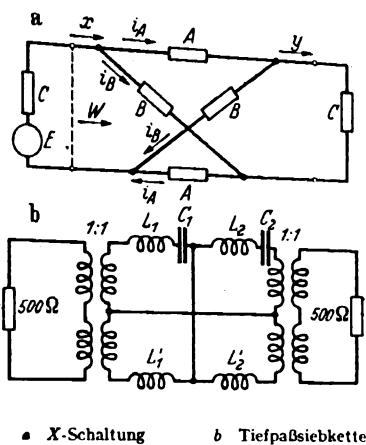 a
x
i_A
A
y
C
i_B
B
B
C
W
E
i_B
A
i_A
b
1:1
L_1
C_1
L_2
C_2
1:1
500Ω
500Ω
L_1'
L_2'
a X-Schaltung b Tiefpaßsiebkette